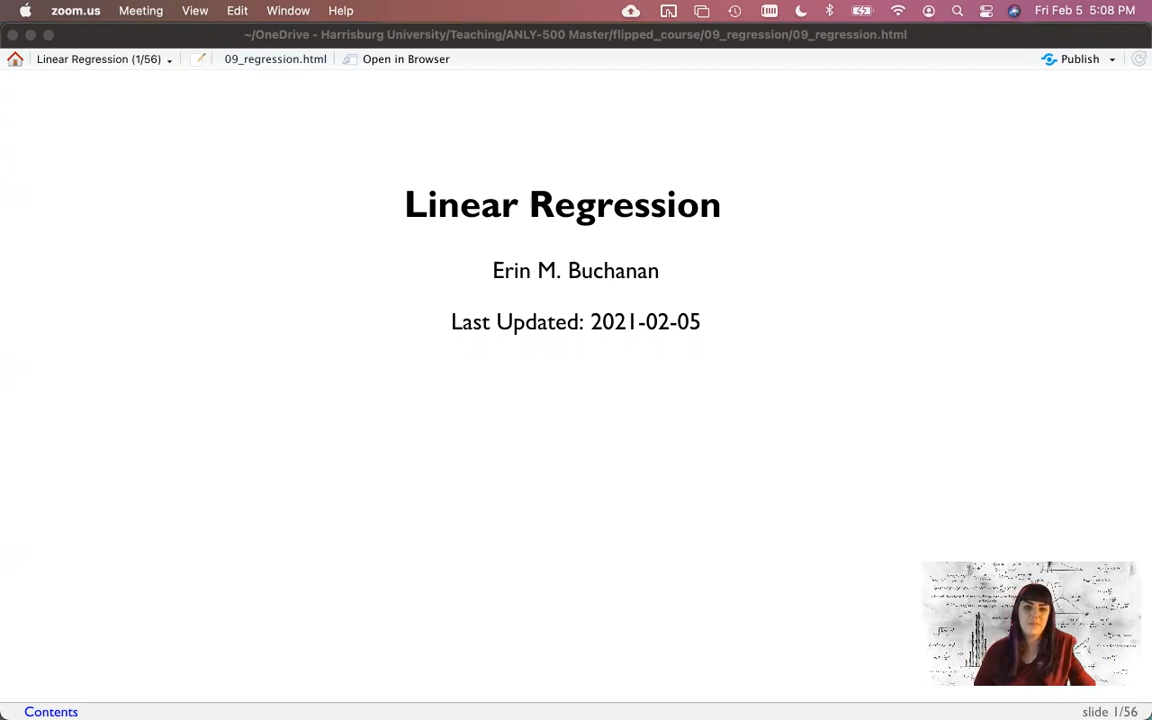 zoom.us Meeting View Edit Window Help Fri Feb 5 5:08 PM
~/OneDrive - Harrisburg University/Teaching/ANLY-500 Master/flipped_course/09_regression/09_regression.html
Linear Regression (1/56) 09_regression.html Open in Browser Publish
Linear Regression
Erin M. Buchanan
Last Updated: 2021-02-05
Contents slide 1/56